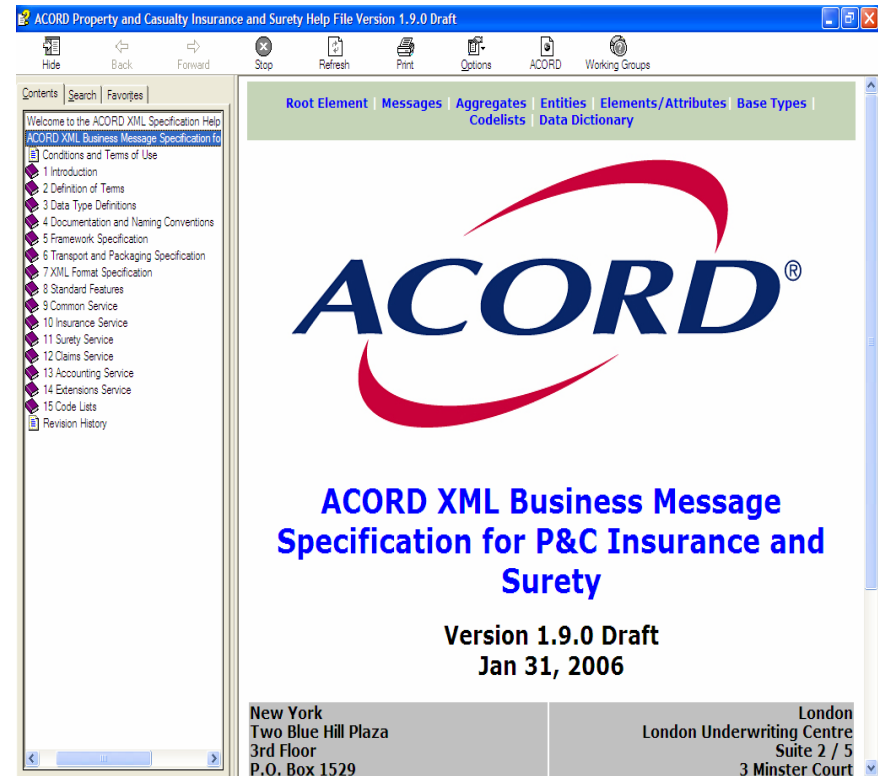 ACORD Property and Casualty Insurance and Surety Help File Version 1.9.0 Draft
Hide Back Forward Stop Refresh Print Options ACORD Working Groups
Contents Search Favorites
Welcome to the ACORD XML Specification Help
ACORD XML Business Message Specification fo
Conditions and Terms of Use
1 Introduction
2 Definition of Terms
3 Data Type Definitions
4 Documentation and Naming Conventions
5 Framework Specification
6 Transport and Packaging Specification
7 XML Format Specification
8 Standard Features
9 Common Service
10 Insurance Service
11 Surety Service
12 Claims Service
13 Accounting Service
14 Extensions Service
15 Code Lists
Revision History
Root Element | Messages | Aggregates | Entities | Elements/Attributes | Base Types |
Codelists | Data Dictionary
ACORD®
ACORD XML Business Message
Specification for P&C Insurance and
Surety
Version 1.9.0 Draft
Jan 31, 2006
New York
Two Blue Hill Plaza
3rd Floor
P.O. Box 1529
London
London Underwriting Centre
Suite 2 / 5
3 Minster Court